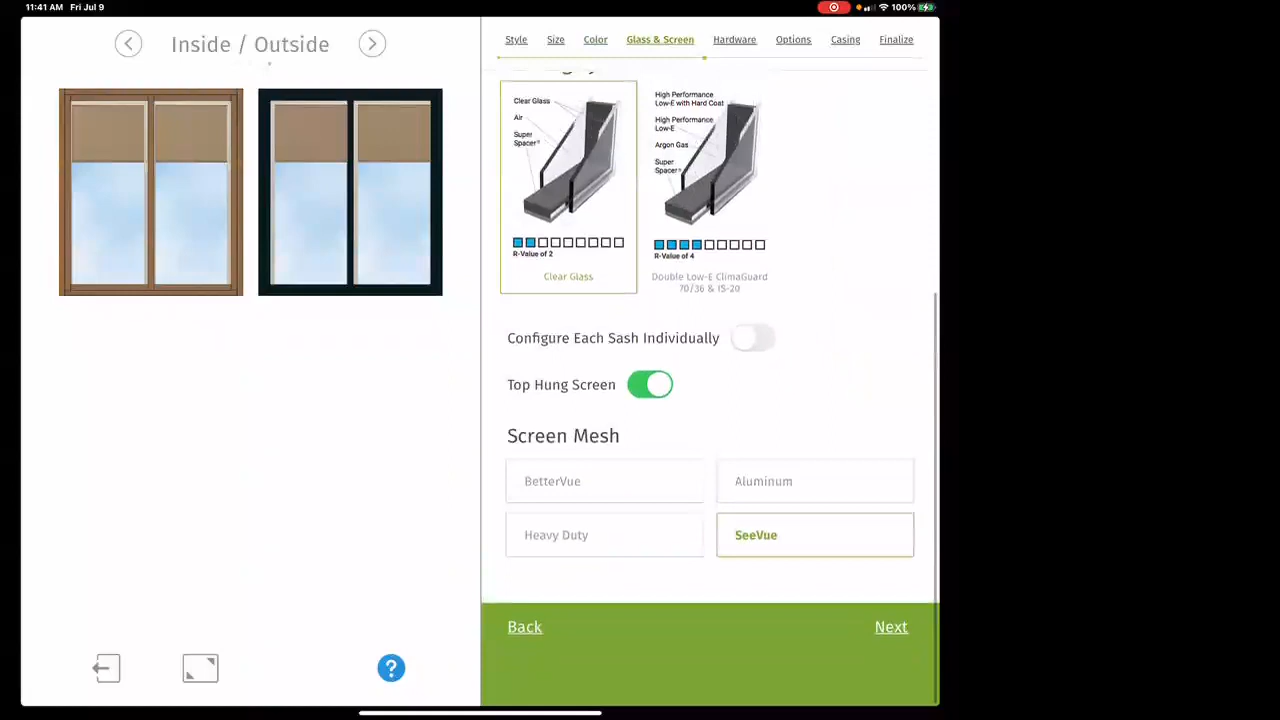 11:41 AM Fri Jul 9
100%
Inside / Outside
Style Size Color Glass & Screen Hardware Options Casing Finalize
Clear Glass
Air
Super
Spacer®
R-Value of 2
Clear Glass
High Performance
Low-E with Hard Coat
High Performance
Low-E
Argon Gas
Super
Spacer®
R-Value of 4
Double Low-E ClimaGuard
70/36 & IS-20
Configure Each Sash Individually
Top Hung Screen
Screen Mesh
BetterVue
Aluminum
Heavy Duty
SeeVue
Back
Next
?